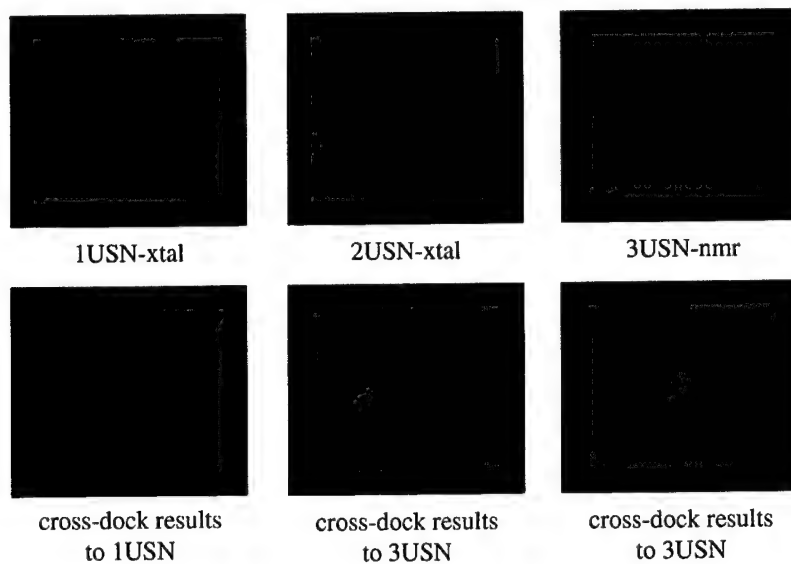 1USN-xtal
2USN-xtal
3USN-nmr
cross-dock results
to 1USN
cross-dock results
to 3USN
cross-dock results
to 3USN